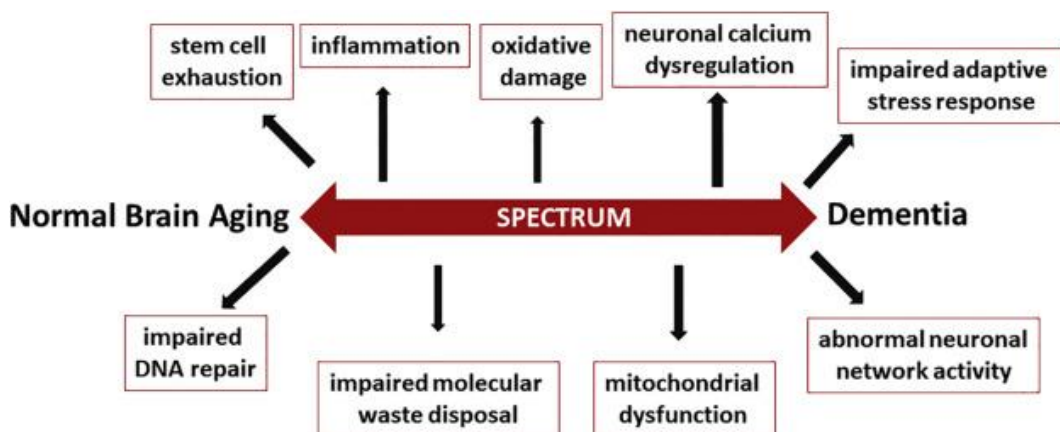 stem cell
exhaustion
inflammation
oxidative
damage
neuronal calcium
dysregulation
impaired adaptive
stress response
Normal Brain Aging
SPECTRUM
Dementia
impaired
DNA repair
impaired molecular
waste disposal
mitochondrial
dysfunction
abnormal neuronal
network activity